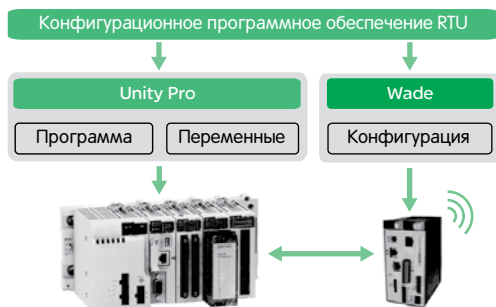 Конфигурационное программное обеспечение RTU
Unity Pro
Wade
Программа
Переменные
Конфигурация